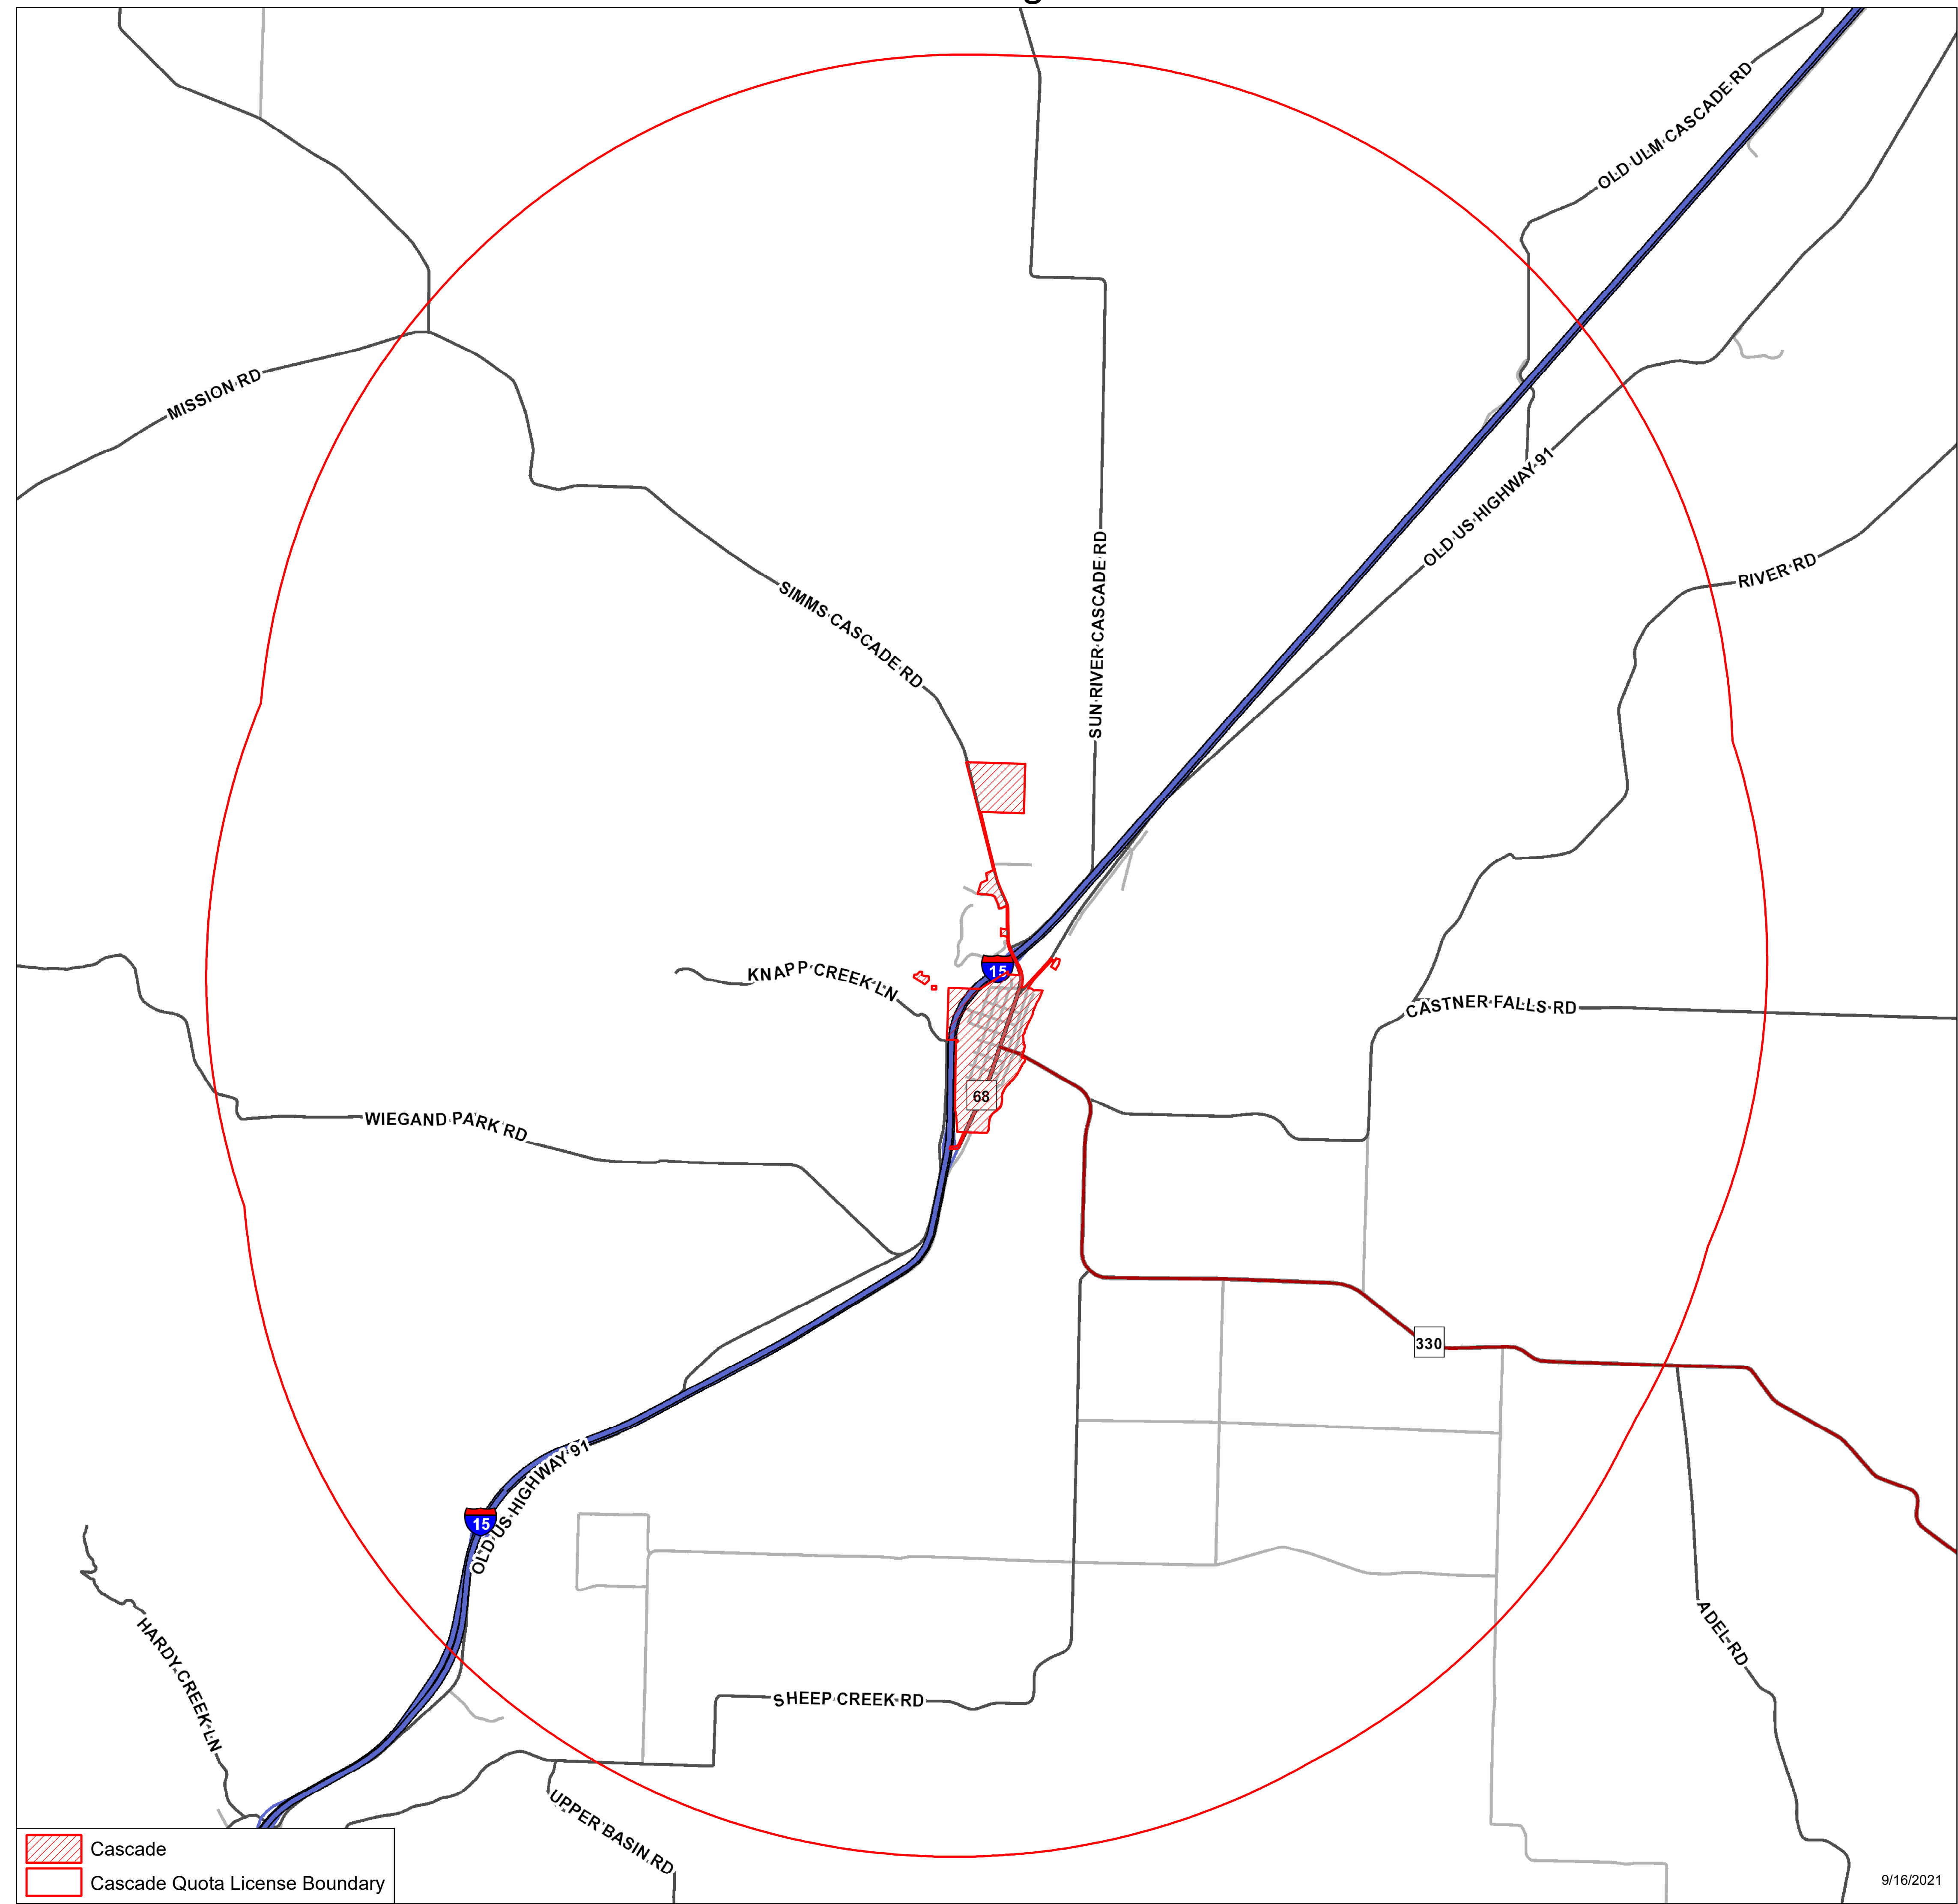 OLD ULM CASCADE RD
MISSION RD
OLD US HIGHWAY 91
RIVER RD
SIMMS CASCADE RD
SUN RIVER CASCADE RD
15
KNAPP CREEK LN
CASTNER FALLS RD
68
WIEGAND PARK RD
330
OLD US HIGHWAY 91
15
HARDY CREEK LN
ADEL RD
SHEEP CREEK RD
UPPER BASIN RD
Cascade
Cascade Quota License Boundary
9/16/2021